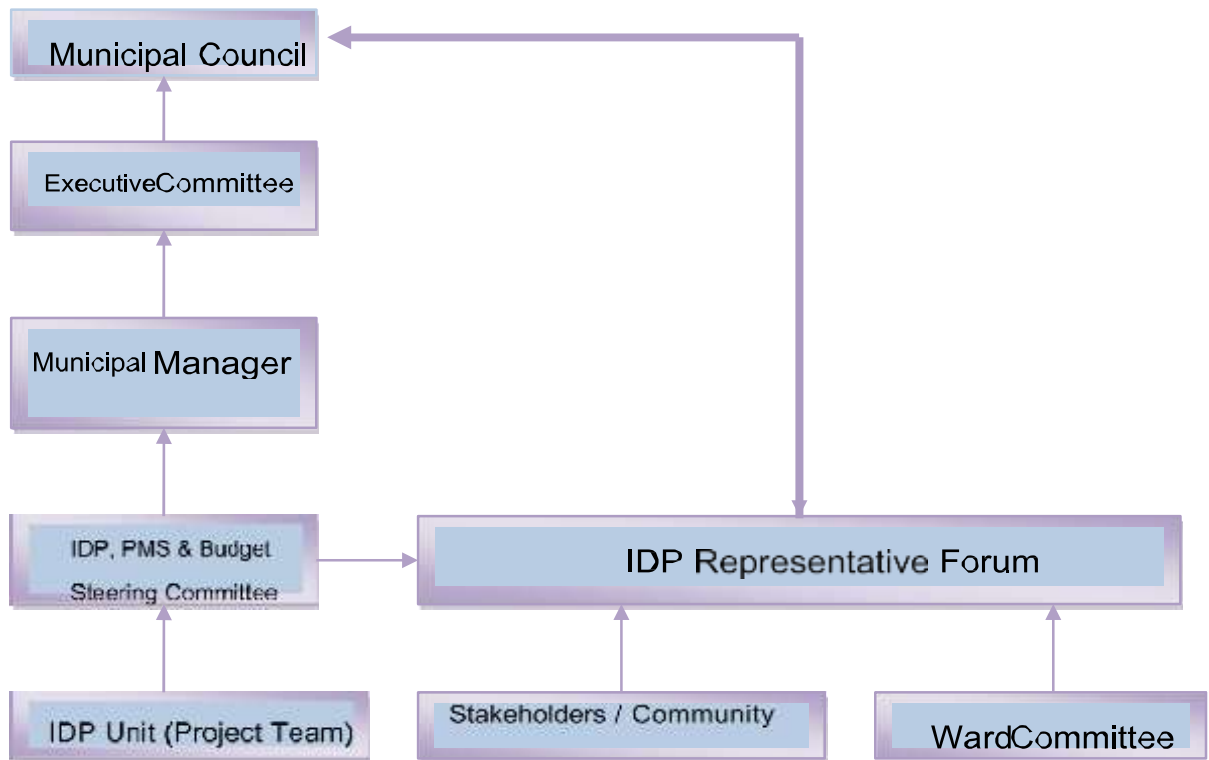 Municipal Council
ExecutiveCommittee
Municipal Manager
IDP, PMS & Budget
Steering Committee
IDP Representative Forum
IDP Unit (Project Team)
Stakeholders / Community
WardCommittee